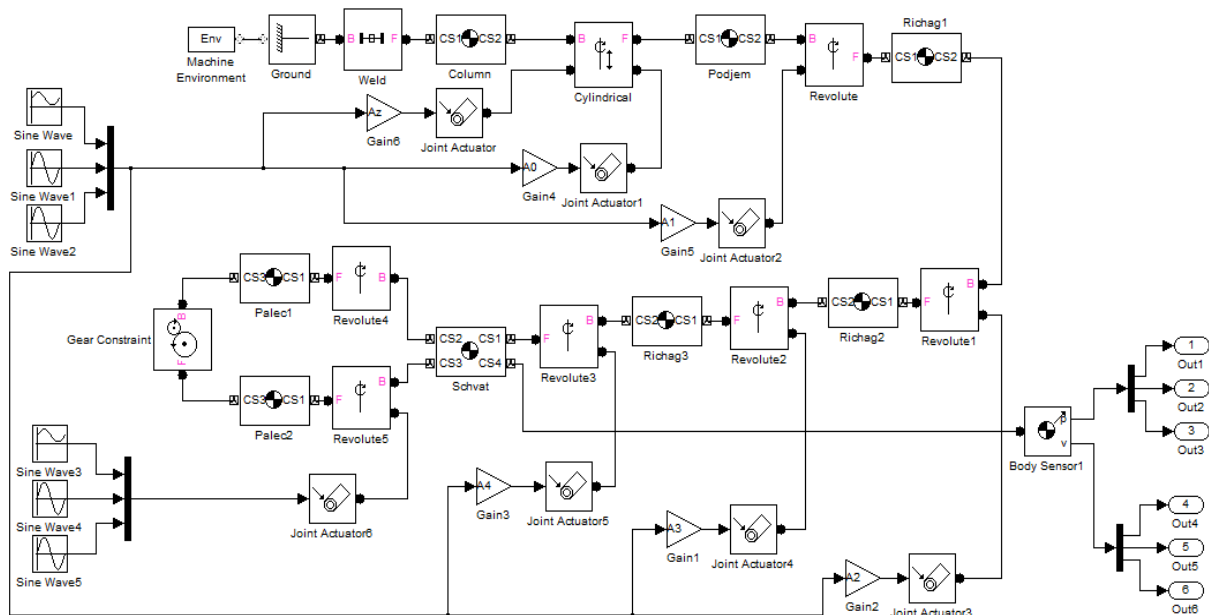 Env
Machine
Environment
Ground
B F
Weld
CS1 CS2
Column
B F
Cylindrical
CS1 CS2
Podjem
B F
Revolute
Richag1
CS1 CS2
Sine Wave
Sine Wave1
Sine Wave2
Az
Gain6
Joint Actuator
A0
Gain4
Joint Actuator1
A1
Gain5
Joint Actuator2
CS3 CS1
Palec1
F B
Revolute4
B
F
Gear Constraint
CS3 CS1
Palec2
F B
Revolute5
CS2 CS1
CS3 CS4
Schvat
F B
Revolute3
CS2 CS1
Richag3
F B
Revolute2
CS2 CS1
Richag2
F B
Revolute1
p
v
Body Sensor1
1
Out1
2
Out2
3
Out3
4
Out4
5
Out5
6
Out6
Sine Wave3
Sine Wave4
Sine Wave5
Joint Actuator6
A4
Gain3
Joint Actuator5
A3
Gain1
Joint Actuator4
A2
Gain2
Joint Actuator3